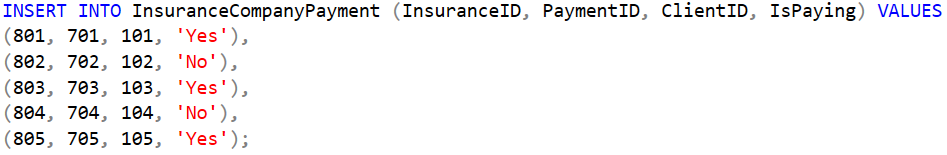 INSERT INTO InsuranceCompanyPayment (InsuranceID, PaymentID, ClientID, IsPaying) VALUES
(801, 701, 101, 'Yes'),
(802, 702, 102, 'No'),
(803, 703, 103, 'Yes'),
(804, 704, 104, 'No'),
(805, 705, 105, 'Yes');